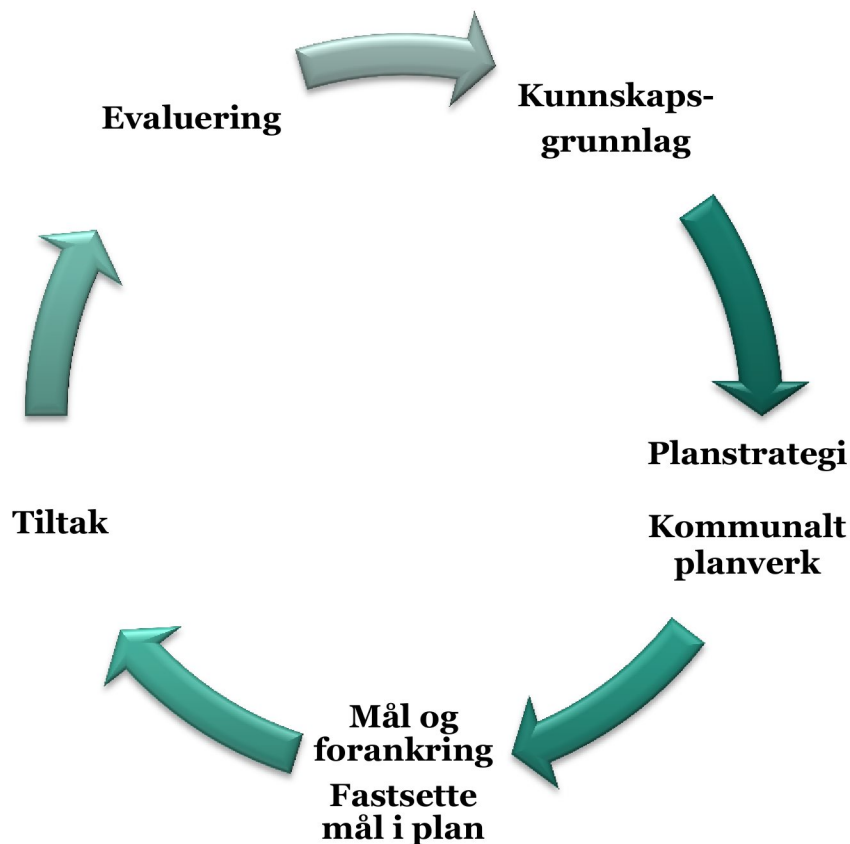 Evaluering
Kunnskaps-
grunnlag
Planstrategi
Kommunalt
planverk
Mål og
forankring
Fastsette
mål i plan
Tiltak